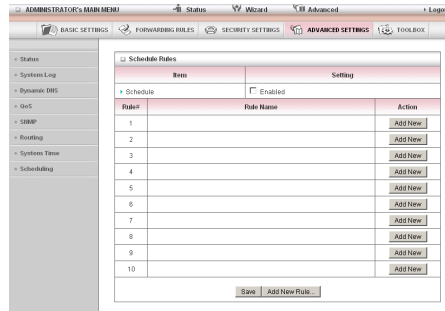 ADMINISTRATOR's MAIN MENU Status Wizard Advanced Logo
BASIC SETTINGS FORWARDING RULES SECURITY SETTINGS ADVANCED SETTINGS TOOLBOX
Status
System Log
Dynamic DNS
QoS
SNMP
Routing
System Time
Scheduling
Schedule Rules
Item Setting
Schedule Enabled
Rule# Rule Name Action
1 Add New
2 Add New
3 Add New
4 Add New
5 Add New
6 Add New
7 Add New
8 Add New
9 Add New
10 Add New
Save Add New Rule...